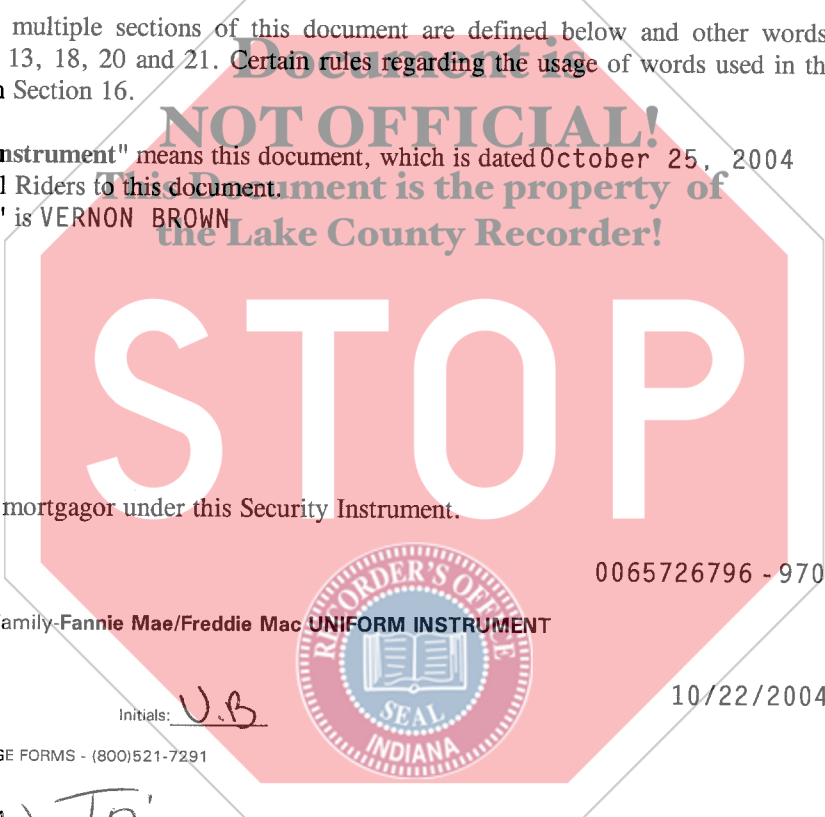 multiple sections of this document are defined below and other words
Document is
13, 18, 20 and 21. Certain rules regarding the usage of words used in th
Section 16.
NOT OFFICIAL!
nstrument" means this document, which is dated October 25, 2004
l Riders to this document.
This Document is the property of
" is VERNON BROWN
the Lake County Recorder!
STOP
mortgagor under this Security Instrument.
0065726796 - 970
RECORDER'S OFFICE
amily-Fannie Mae/Freddie Mac UNIFORM INSTRUMENT
Initials: V.B
10/22/2004
SEAL
INDIANA
GE FORMS - (800)521-7291